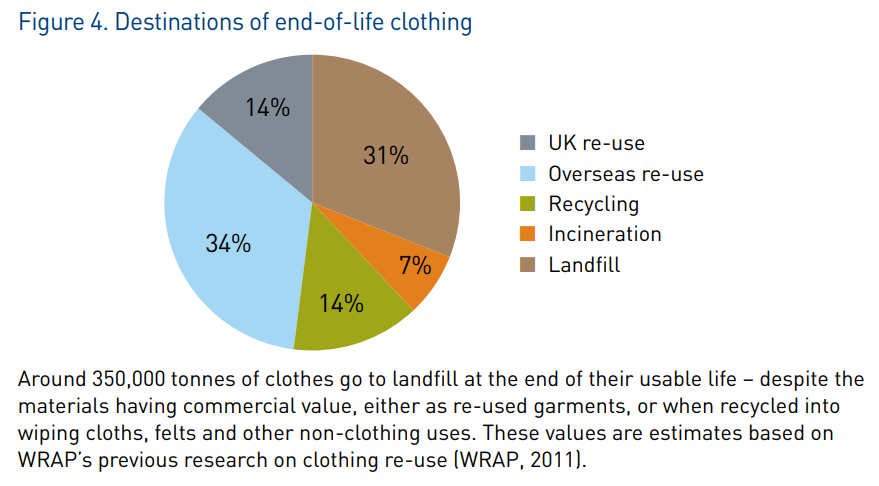 Figure 4. Destinations of end-of-life clothing
14%
31%
34%
7%
14%
UK re-use
Overseas re-use
Recycling
Incineration
Landfill
Around 350,000 tonnes of clothes go to landfill at the end of their usable life – despite the
materials having commercial value, either as re-used garments, or when recycled into
wiping cloths, felts and other non-clothing uses. These values are estimates based on
WRAP’s previous research on clothing re-use (WRAP, 2011).